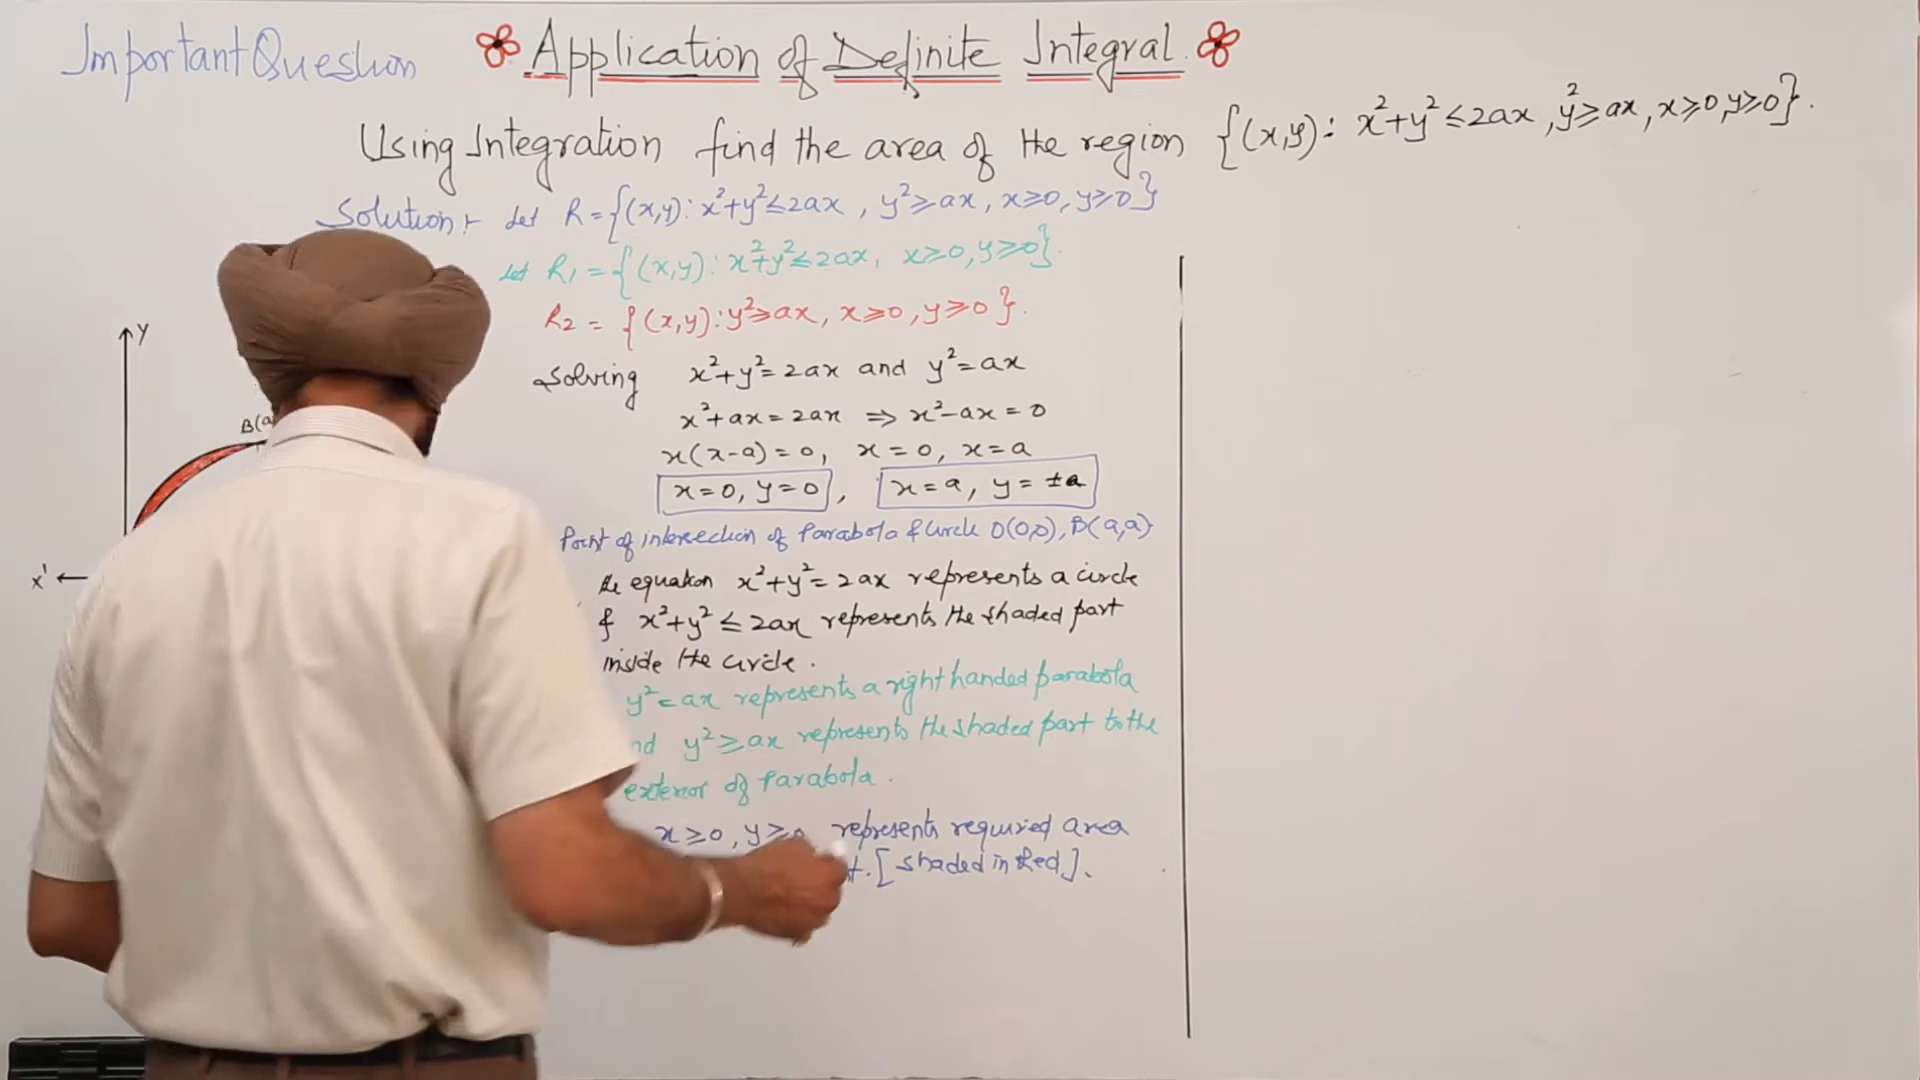 Important Question
Application of Definite Integral.
Using Integration find the area of the region {(x,y): x²+y² ≤ 2ax, y² ≥ ax, x ≥ 0, y ≥ 0}.
Solution:- Let R = {(x,y): x²+y² ≤ 2ax, y² ≥ ax, x ≥ 0, y ≥ 0}
Let R₁ = {(x,y): x²+y² ≤ 2ax, x ≥ 0, y ≥ 0}.
R₂ = {(x,y): y² ≥ ax, x ≥ 0, y ≥ 0}.
Solving x²+y² = 2ax and y² = ax
x²+ax = 2ax ⇒ x²-ax = 0
x(x-a) = 0, x = 0, x = a
x = 0, y = 0, x = a, y = ±a
Point of intersection of Parabola & Circle O(0,0), B(a,a)
the equation x²+y² = 2ax represents a circle
& x²+y² ≤ 2ax represents the shaded part
inside the circle.
y² = ax represents a right handed parabola
nd y² ≥ ax represents the shaded part to the
exterior of Parabola.
x ≥ 0, y ≥ 0 represents required area
t. [shaded in Red].
Y
B(a
X'